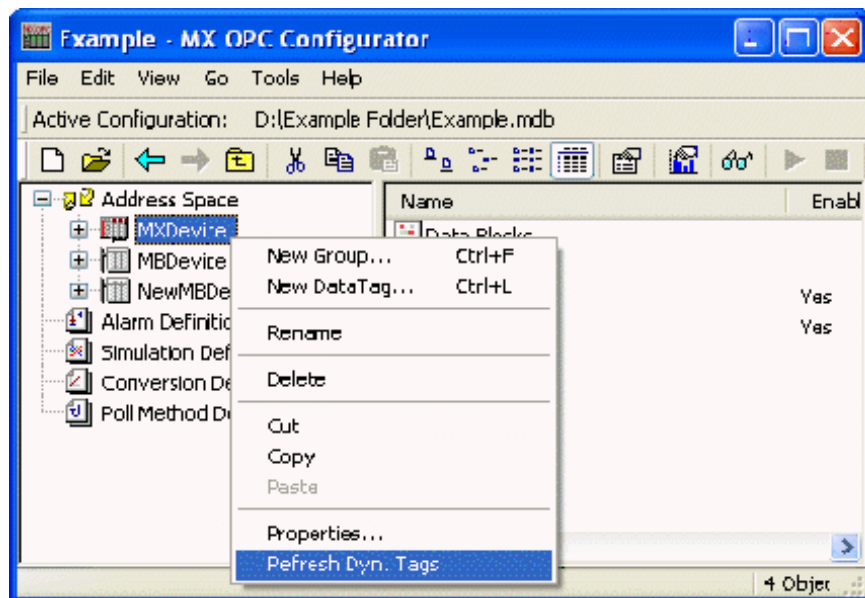 Example - MX OPC Configurator
File Edit View Go Tools Help
Active Configuration: D:\Example Folder\Example.mdb
Address Space
MXDevice
MBDevice
NewMBDe
Alarm Definitio
Simulation Def
Conversion De
Poll Method D
Name Enabl
Data Blocks
Yes
Yes
New Group... Ctrl+F
New DataTag... Ctrl+L
Rename
Delete
Cut
Copy
Paste
Properties...
Refresh Dyn. Tags
4 Objec